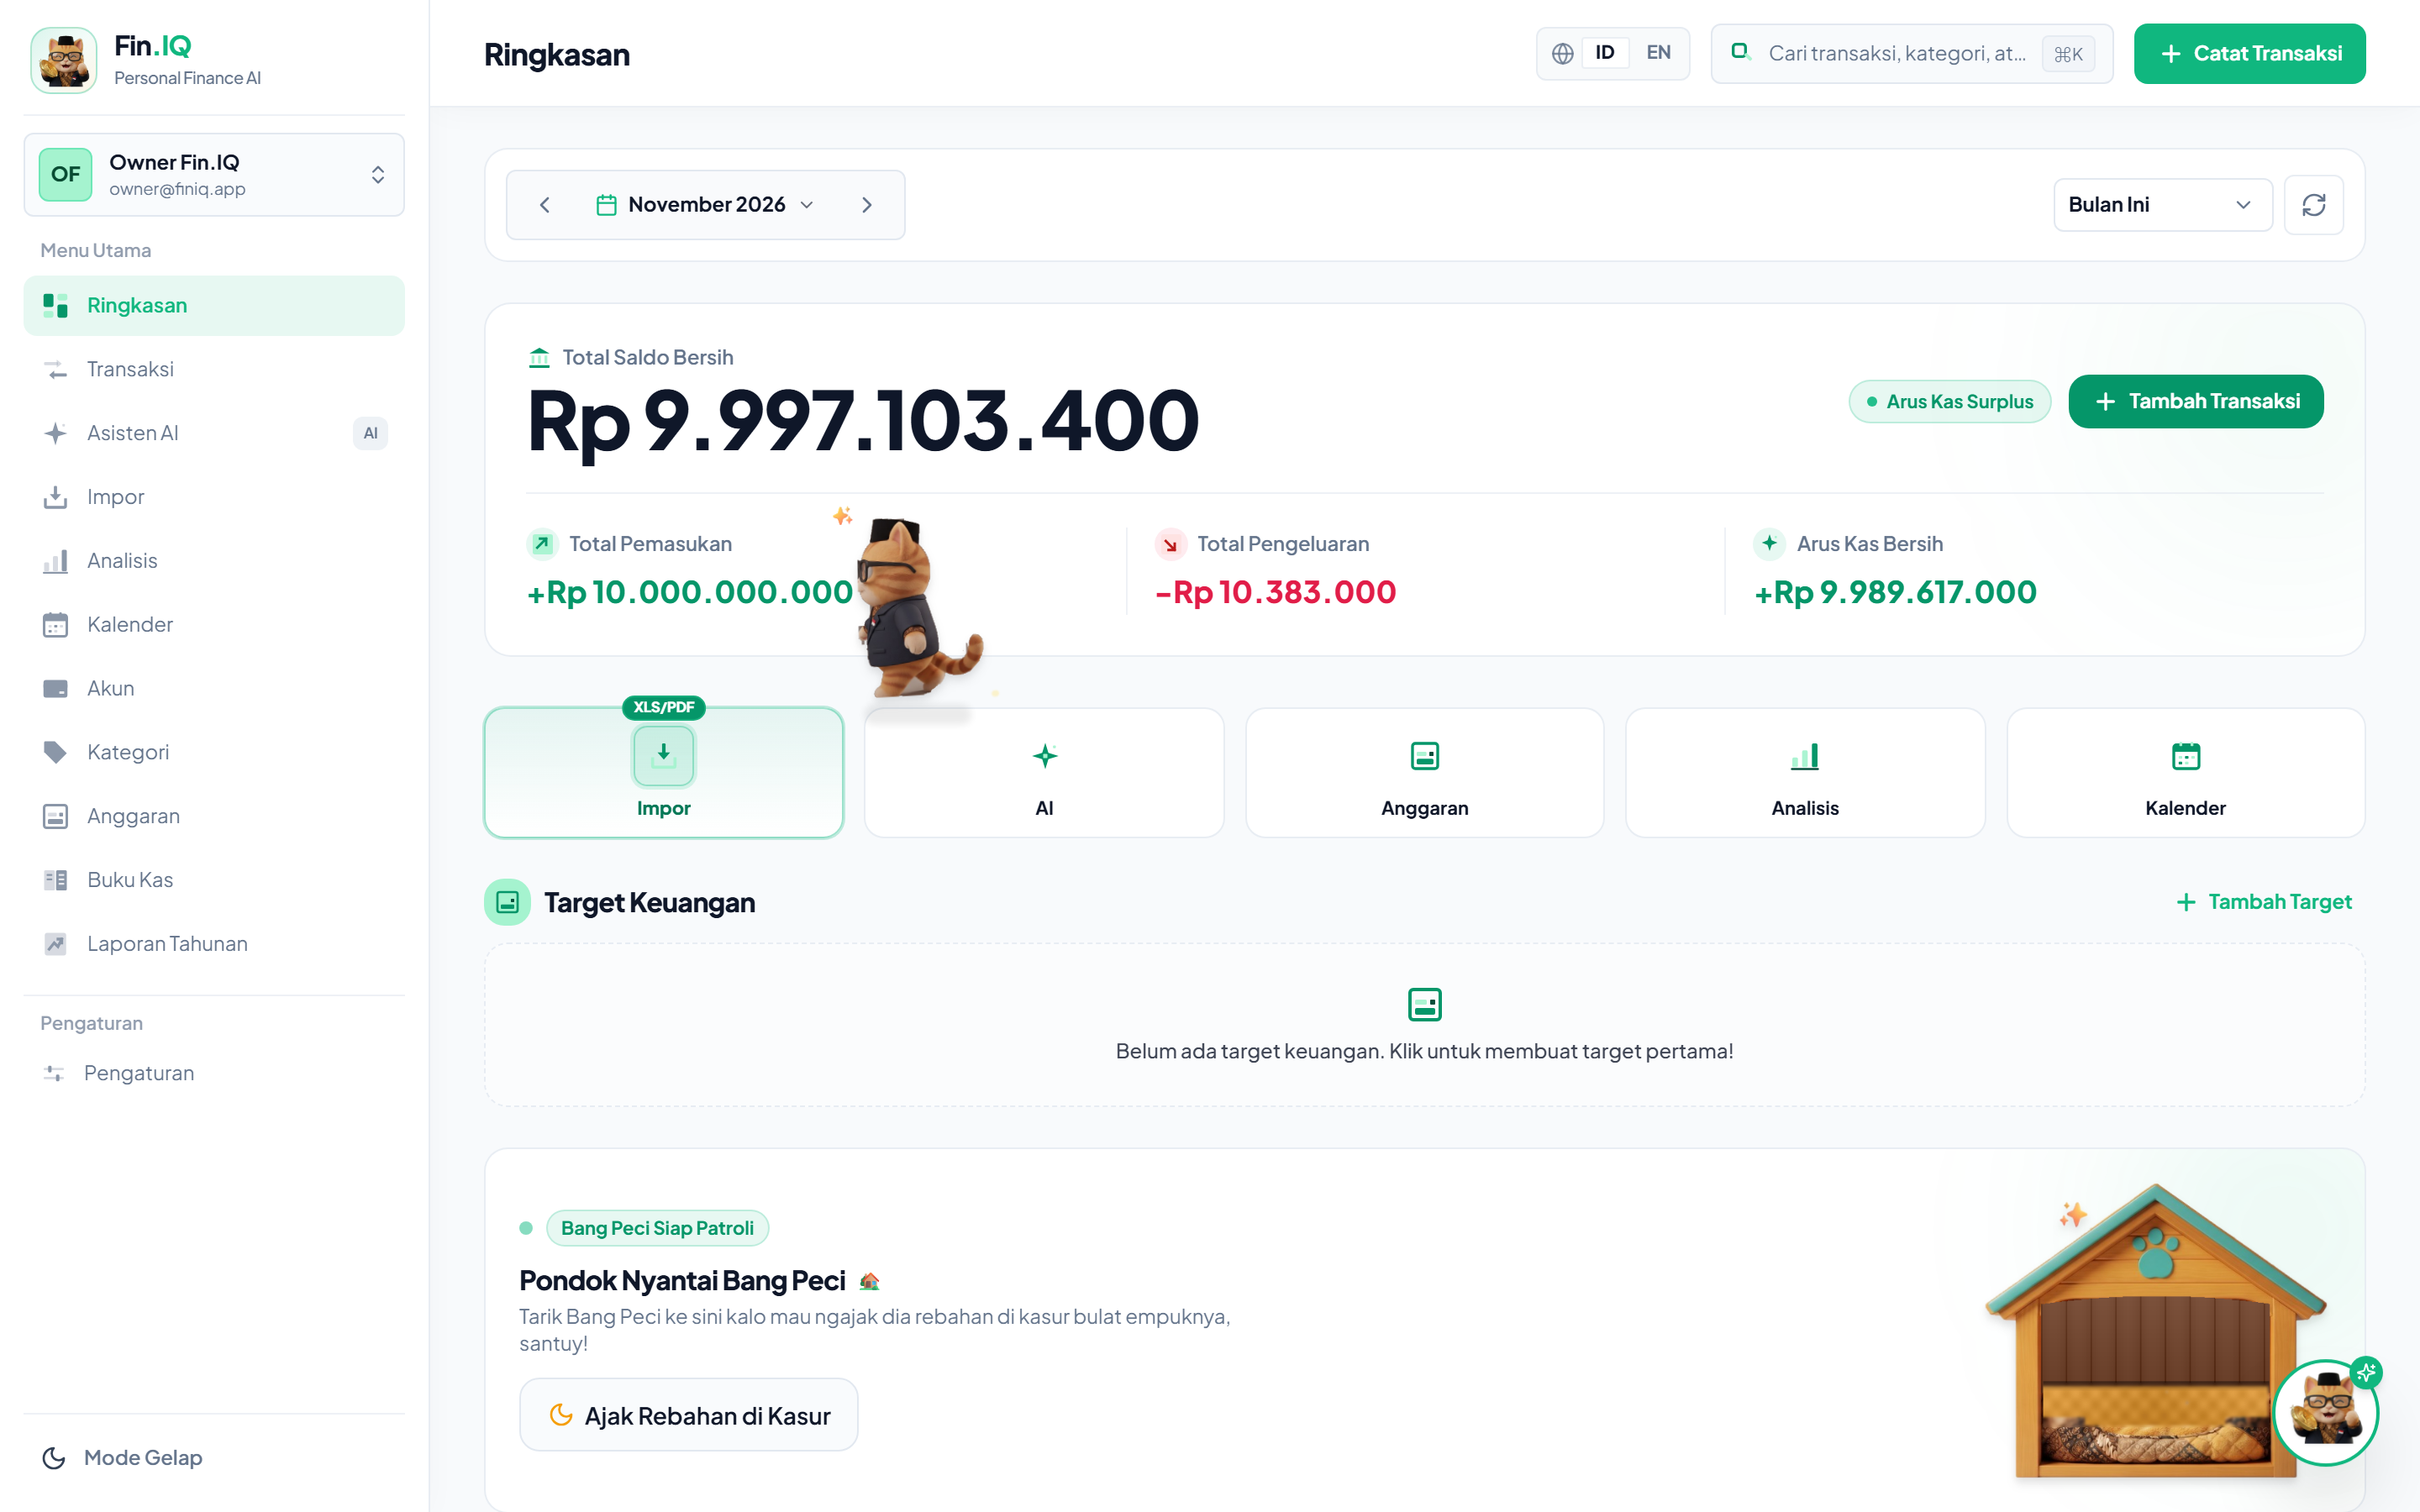 Fin.IQ
Personal Finance AI
OF
Owner Fin.IQ
owner@finiq.app
Menu Utama
Ringkasan
Transaksi
Asisten AI
AI
Impor
Analisis
Kalender
Akun
Kategori
Anggaran
Buku Kas
Laporan Tahunan
Pengaturan
Pengaturan
Mode Gelap
Ringkasan
ID
EN
Cari transaksi, kategori, at...
⌘K
+ Catat Transaksi
November 2026
Bulan Ini
Total Saldo Bersih
Rp 9.997.103.400
Arus Kas Surplus
+ Tambah Transaksi
Total Pemasukan
+Rp 10.000.000.000
Total Pengeluaran
-Rp 10.383.000
Arus Kas Bersih
+Rp 9.989.617.000
XLS/PDF
Impor
AI
Anggaran
Analisis
Kalender
Target Keuangan
+ Tambah Target
Belum ada target keuangan. Klik untuk membuat target pertama!
Bang Peci Siap Patroli
Pondok Nyantai Bang Peci
Tarik Bang Peci ke sini kalo mau ngajak dia rebahan di kasur bulat empuknya,
santuy!
Ajak Rebahan di Kasur